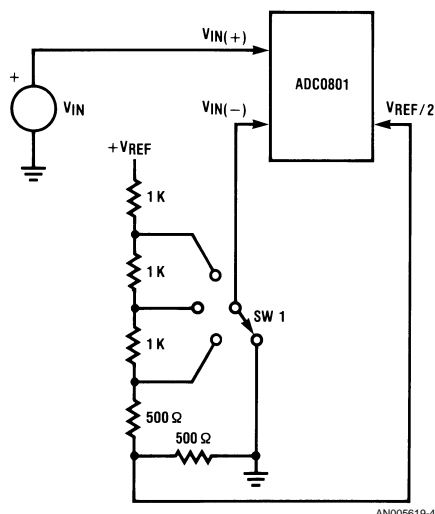 VIN(+)
ADC0801
+
VIN
VIN(−)
VREF/2
+VREF
1 K
1 K
SW 1
1 K
500 Ω
500 Ω
AN005619-4